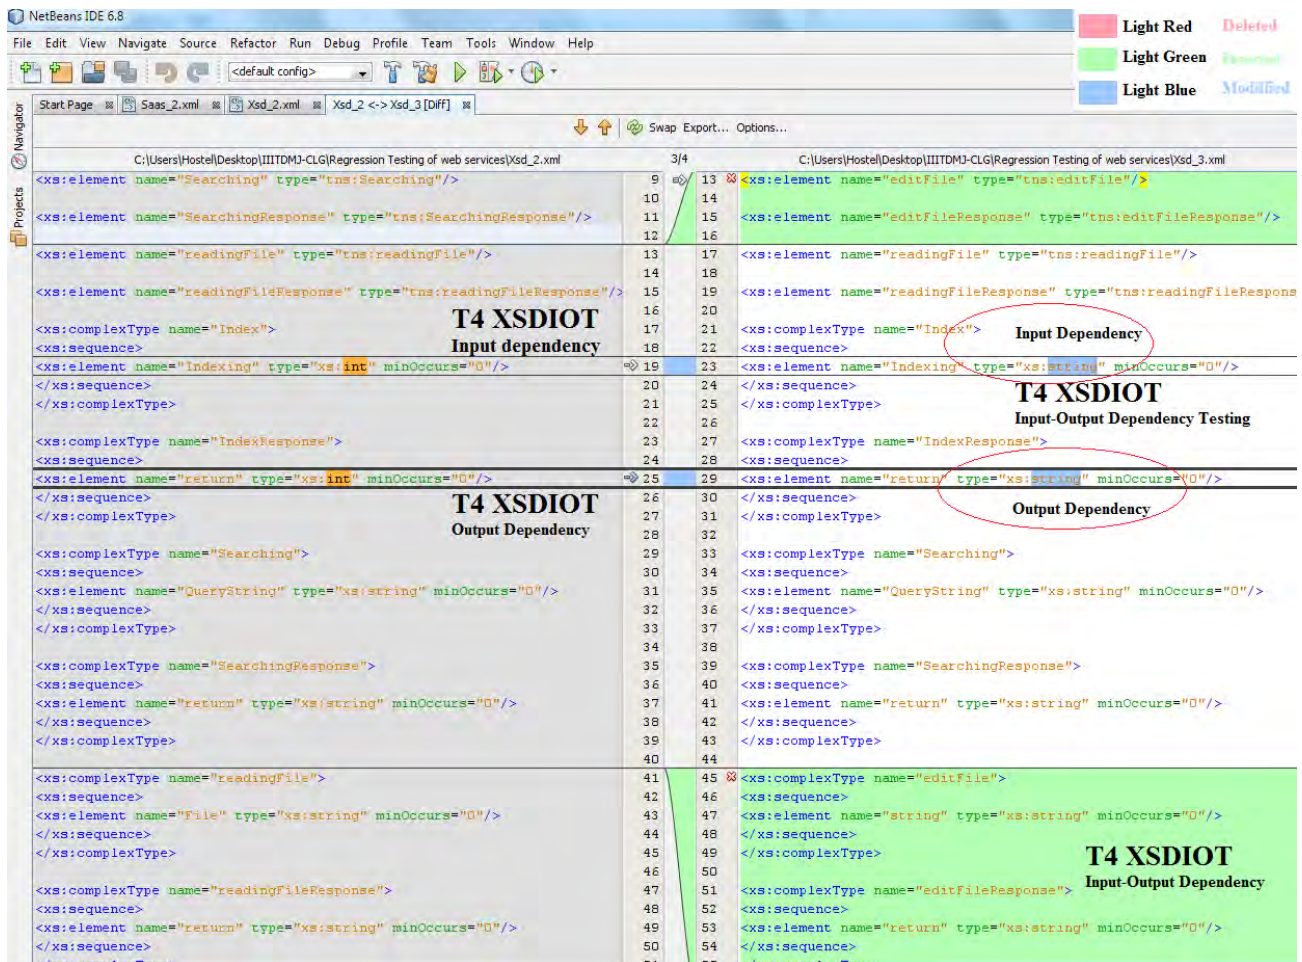 NetBeans IDE 6.8
File Edit View Navigate Source Refactor Run Debug Profile Team Tools Window Help
<default config>
Light Red Deleted
Light Green
Light Blue Modified
Navigator
Projects
Start Page Saas_2.xml Xsd_2.xml Xsd_2 <-> Xsd_3 [Diff]
Swap Export... Options...
C:\Users\Hostel\Desktop\IIITDMJ-CLG\Regression Testing of web services\Xsd_2.xml 3/4 C:\Users\Hostel\Desktop\IIITDMJ-CLG\Regression Testing of web services\Xsd_3.xml
<xs:element name="Searching" type="tns:Searching"/> 9 13 <xs:element name="editFile" type="tns:editFile"/>
10 14
<xs:element name="SearchingResponse" type="tns:SearchingResponse"/> 11 15 <xs:element name="editFileResponse" type="tns:editFileResponse"/>
12 16
<xs:element name="readingFile" type="tns:readingFile"/> 13 17 <xs:element name="readingFile" type="tns:readingFile"/>
14 18
<xs:element name="readingFileResponse" type="tns:readingFileResponse"/> 15 19 <xs:element name="readingFileResponse" type="tns:readingFileRespons
16 20
T4 XSDIOT
<xs:complexType name="Index"> 17 21 <xs:complexType name="Index"> Input Dependency
<xs:sequence> Input dependency 18 22 <xs:sequence>
<xs:element name="Indexing" type="xs:int" minOccurs="0"/> 19 23 <xs:element name="Indexing" type="xs:string" minOccurs="0"/>
</xs:sequence> 20 24 </xs:sequence>
T4 XSDIOT
</xs:complexType> 21 25 </xs:complexType>
22 26 Input-Output Dependency Testing
<xs:complexType name="IndexResponse"> 23 27 <xs:complexType name="IndexResponse">
<xs:sequence> 24 28 <xs:sequence>
<xs:element name="return" type="xs:int" minOccurs="0"/> 25 29 <xs:element name="return" type="xs:string" minOccurs="0"/>
</xs:sequence> T4 XSDIOT 26 30 </xs:sequence>
</xs:complexType> 27 31 </xs:complexType> Output Dependency
Output Dependency 28 32
<xs:complexType name="Searching"> 29 33 <xs:complexType name="Searching">
<xs:sequence> 30 34 <xs:sequence>
<xs:element name="QueryString" type="xs:string" minOccurs="0"/> 31 35 <xs:element name="QueryString" type="xs:string" minOccurs="0"/>
</xs:sequence> 32 36 </xs:sequence>
</xs:complexType> 33 37 </xs:complexType>
34 38
<xs:complexType name="SearchingResponse"> 35 39 <xs:complexType name="SearchingResponse">
<xs:sequence> 36 40 <xs:sequence>
<xs:element name="return" type="xs:string" minOccurs="0"/> 37 41 <xs:element name="return" type="xs:string" minOccurs="0"/>
</xs:sequence> 38 42 </xs:sequence>
</xs:complexType> 39 43 </xs:complexType>
40 44
<xs:complexType name="readingFile"> 41 45 <xs:complexType name="editFile">
<xs:sequence> 42 46 <xs:sequence>
<xs:element name="File" type="xs:string" minOccurs="0"/> 43 47 <xs:element name="string" type="xs:string" minOccurs="0"/>
</xs:sequence> 44 48 </xs:sequence>
</xs:complexType> 45 49 </xs:complexType> T4 XSDIOT
46 50
<xs:complexType name="readingFileResponse"> 47 51 <xs:complexType name="editFileResponse"> Input-Output Dependency
<xs:sequence> 48 52 <xs:sequence>
<xs:element name="return" type="xs:string" minOccurs="0"/> 49 53 <xs:element name="return" type="xs:string" minOccurs="0"/>
</xs:sequence> 50 54 </xs:sequence>